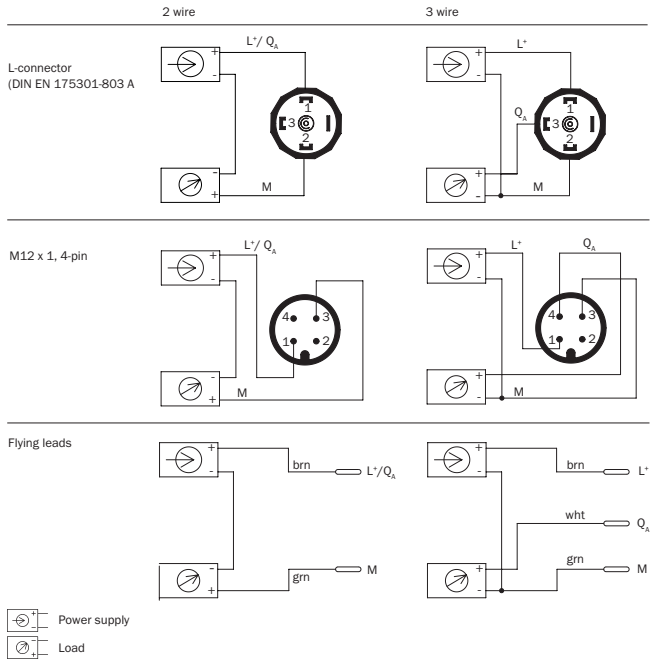 2 wire 3 wire
L-connector
(DIN EN 175301-803 A
+ L⁺/ Q_A
-
1
3
2
-
+ M
+ L⁺
-
1
Q_A 3
2
+
- M
M12 x 1, 4-pin
+ L⁺/ Q_A
-
4 3
1 2
-
+ M
+ L⁺ Q_A
-
4 3
1 2
+
- M
Flying leads
+
- brn L⁺/Q_A
-
+ grn M
+
- brn L⁺
wht Q_A
+ grn M
-
+
- Power supply
Load